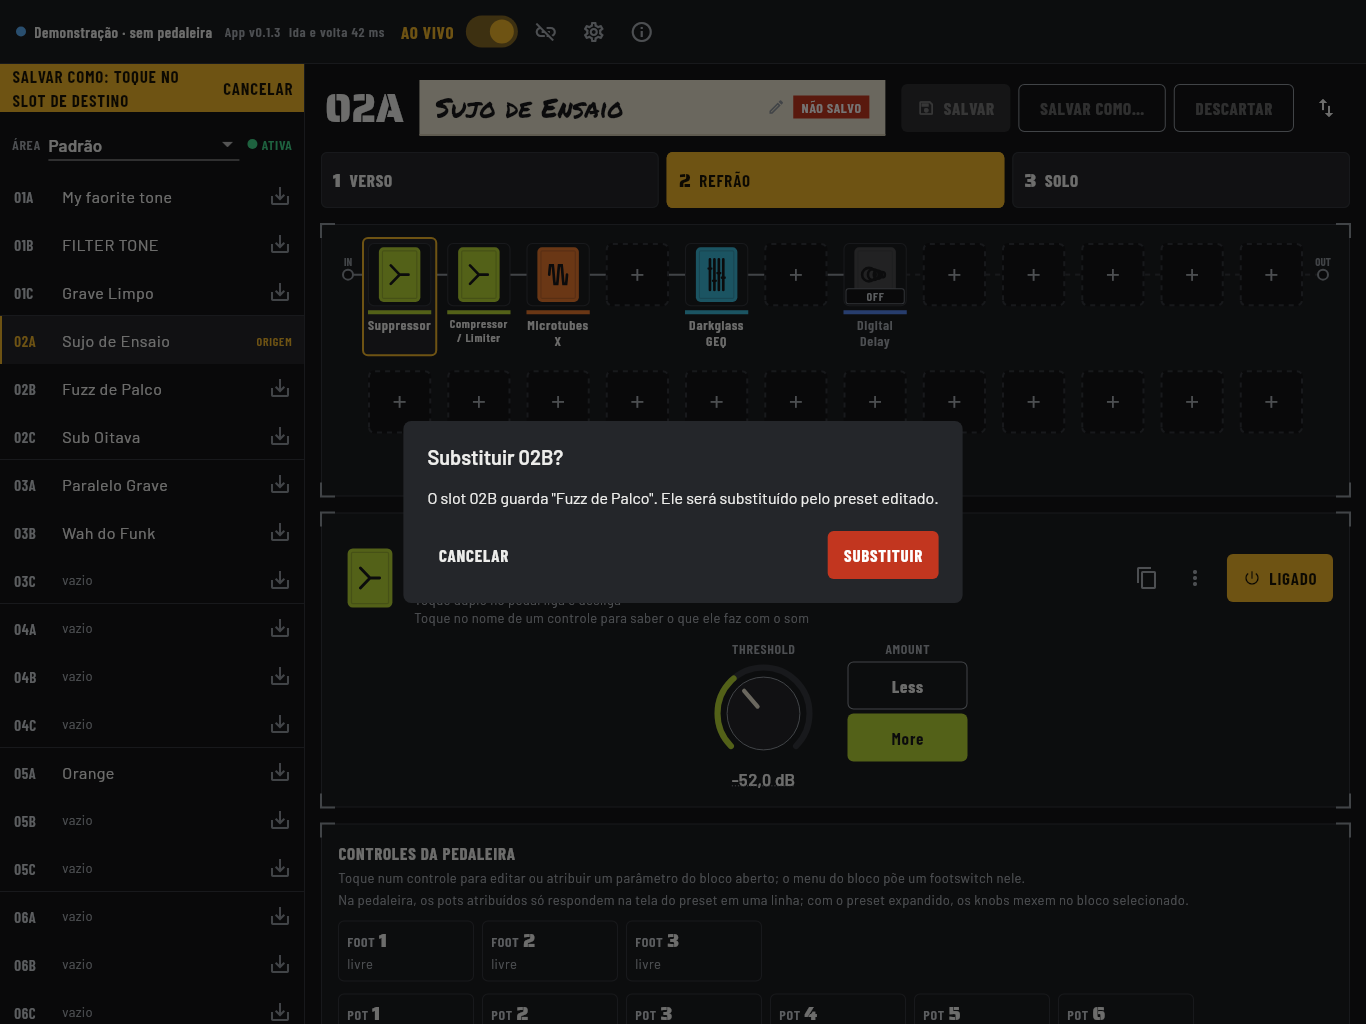 Demonstração · sem pedaleira App v0.1.3 Ida e volta 42 ms AO VIVO
SALVAR COMO: TOQUE NO
SLOT DE DESTINO
CANCELAR
ÁREA Padrão ATIVA
01A My faorite tone
01B FILTER TONE
01C Grave Limpo
02A Sujo de Ensaio ORIGEM
02B Fuzz de Palco
02C Sub Oitava
03A Paralelo Grave
03B Wah do Funk
03C vazio
04A vazio
04B vazio
04C vazio
05A Orange
05B vazio
05C vazio
06A vazio
06B vazio
06C vazio
02A Sujo de Ensaio NÃO SALVO SALVAR SALVAR COMO... DESCARTAR
1 VERSO
2 REFRÃO
3 SOLO
IN
OUT
OFF
Suppressor
Compressor
/ Limiter
Microtubes
X
Darkglass
GEQ
Digital
Delay
Substituir 02B?
O slot 02B guarda "Fuzz de Palco". Ele será substituído pelo preset editado.
CANCELAR SUBSTITUIR
LIGADO
Toque no nome de um controle para saber o que ele faz com o som
THRESHOLD
-52,0 dB
AMOUNT
Less
More
CONTROLES DA PEDALEIRA
Toque num controle para editar ou atribuir um parâmetro do bloco aberto; o menu do bloco põe um footswitch nele.
Na pedaleira, os pots atribuídos só respondem na tela do preset em uma linha; com o preset expandido, os knobs mexem no bloco selecionado.
FOOT 1
livre
FOOT 2
livre
FOOT 3
livre
POT 1
POT 2
POT 3
POT 4
POT 5
POT 6